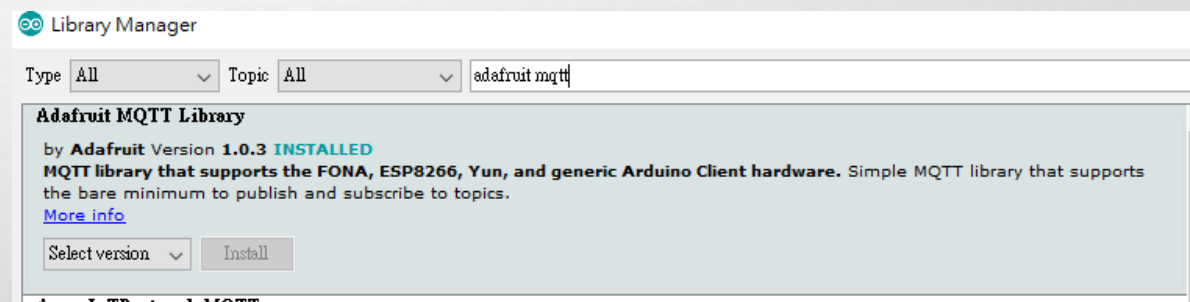 Library Manager
Type All Topic All adafruit mqtt
Adafruit MQTT Library
by Adafruit Version 1.0.3 INSTALLED
MQTT library that supports the FONA, ESP8266, Yun, and generic Arduino Client hardware. Simple MQTT library that supports
the bare minimum to publish and subscribe to topics.
More info
Select version Install
MQTT